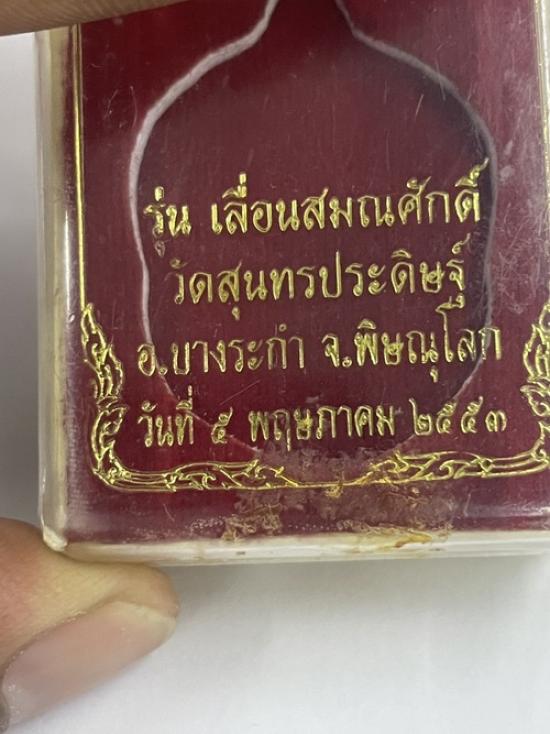 รุ่น เลื่อนสมณศักดิ์
วัดสุนทรประดิษฐ์
อ.บางระกำ จ.พิษณุโลก
วันที่ ๕ พฤษภาคม ๒๕๕๓